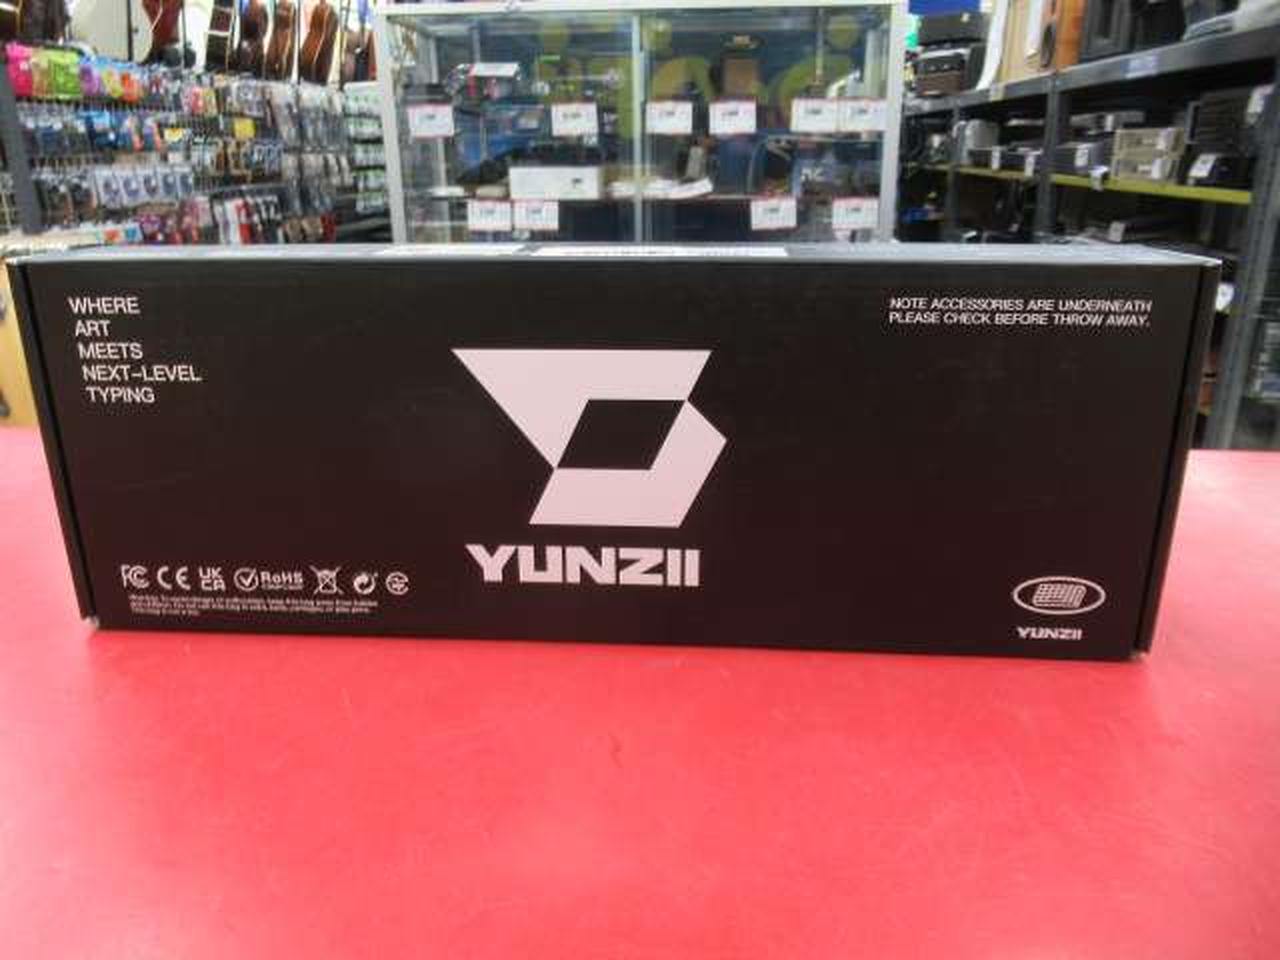 WHERE
ART
MEETS
NEXT-LEVEL
TYPING
NOTE ACCESSORIES ARE UNDERNEATH
PLEASE CHECK BEFORE THROW AWAY.
YUNZII
FC CE UK CA RoHS
YUNZII